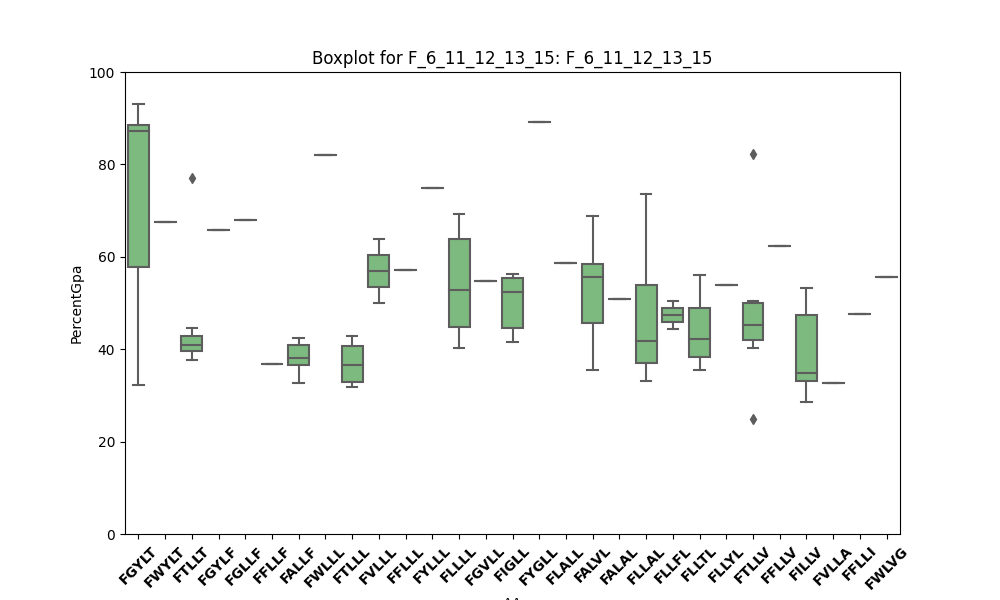 Boxplot for F_6_11_12_13_15: F_6_11_12_13_15
100
80
60
40
20
0
PercentGpa
FGYLT FWYLT FTLLT FGYLF FGLLF FFLLF FALLF FWLLL FTLLL FVLLL FFLLL FYLLL FLLLL FGVLL FIGLL FYGLL FLALL FALVL FALAL FLLAL FLLFL FLLTL FLLYL FTLLV FFLLV FILLV FVLLA FFLLI FWLVG